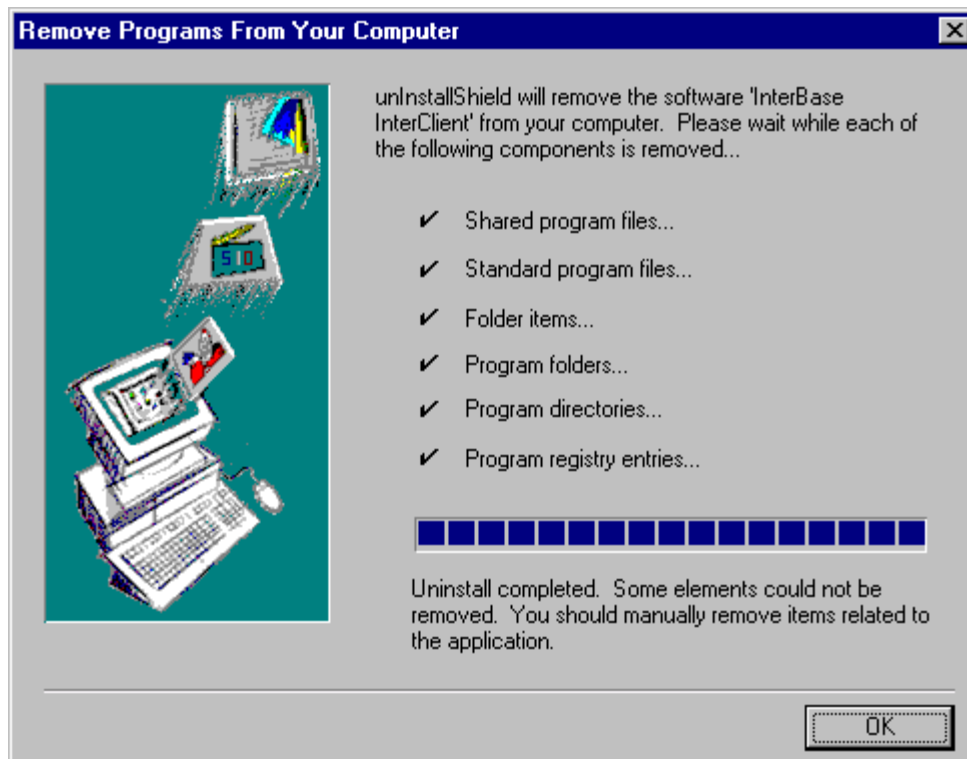 Remove Programs From Your Computer
unInstallShield will remove the software 'InterBase
InterClient' from your computer.  Please wait while each of
the following components is removed...
✔ Shared program files...
✔ Standard program files...
✔ Folder items...
✔ Program folders...
✔ Program directories...
✔ Program registry entries...
510
Uninstall completed.  Some elements could not be
removed.  You should manually remove items related to
the application.
OK